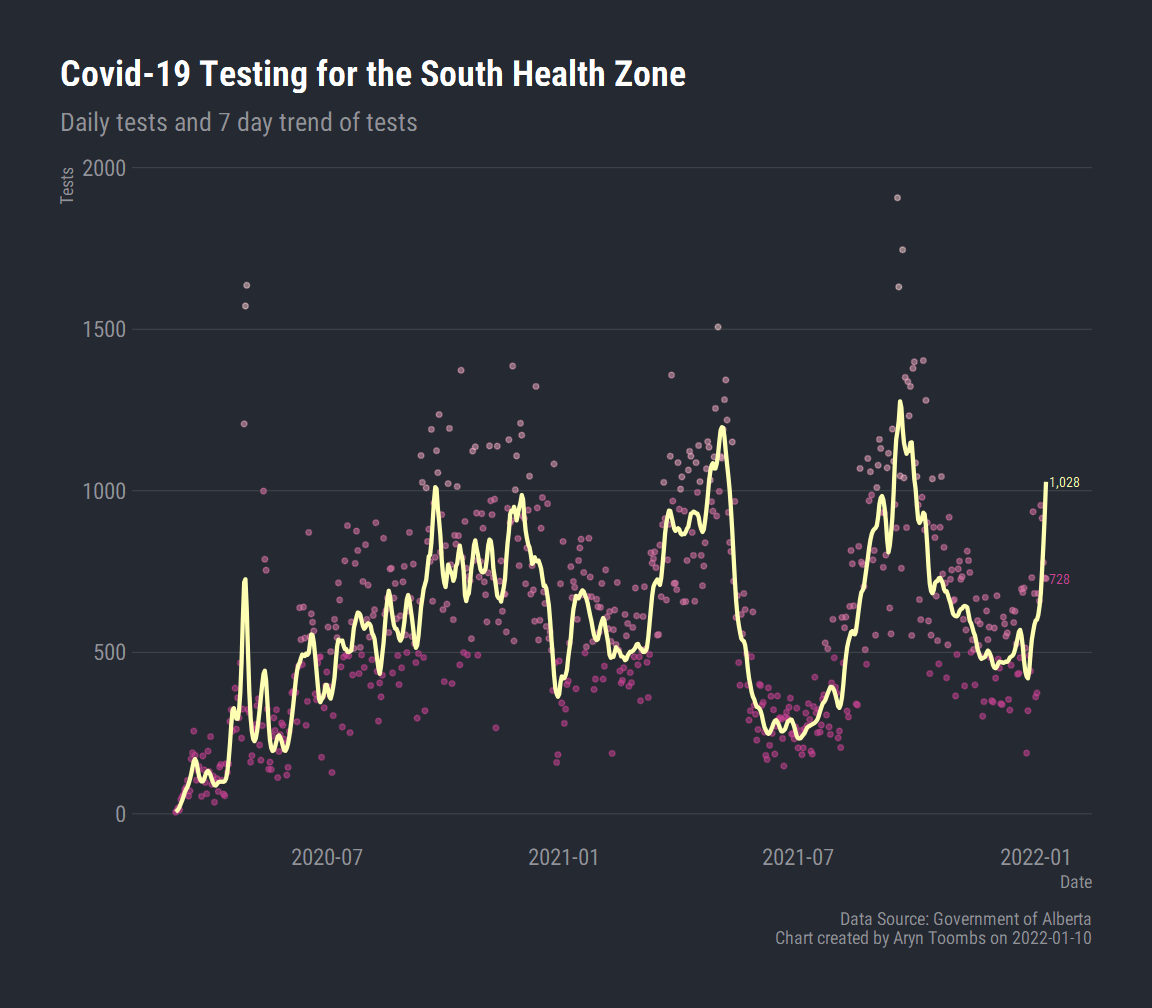 Covid-19 Testing for the South Health Zone
Daily tests and 7 day trend of tests
Tests
2000
1500
1000
500
0
1,028
728
2020-07
2021-01
2021-07
2022-01
Date
Data Source: Government of Alberta
Chart created by Aryn Toombs on 2022-01-10